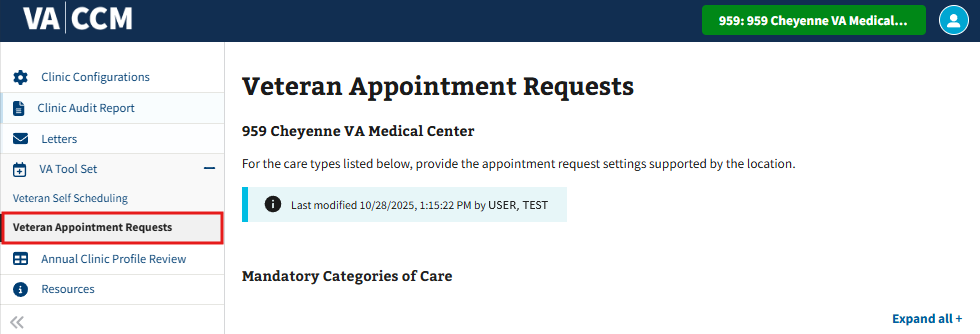 VA | CCM
959: 959 Cheyenne VA Medical...
Clinic Configurations
Clinic Audit Report
Letters
VA Tool Set
Veteran Self Scheduling
Veteran Appointment Requests
Annual Clinic Profile Review
Resources
Veteran Appointment Requests
959 Cheyenne VA Medical Center
For the care types listed below, provide the appointment request settings supported by the location.
Last modified 10/28/2025, 1:15:22 PM by USER, TEST
Mandatory Categories of Care
Expand all +